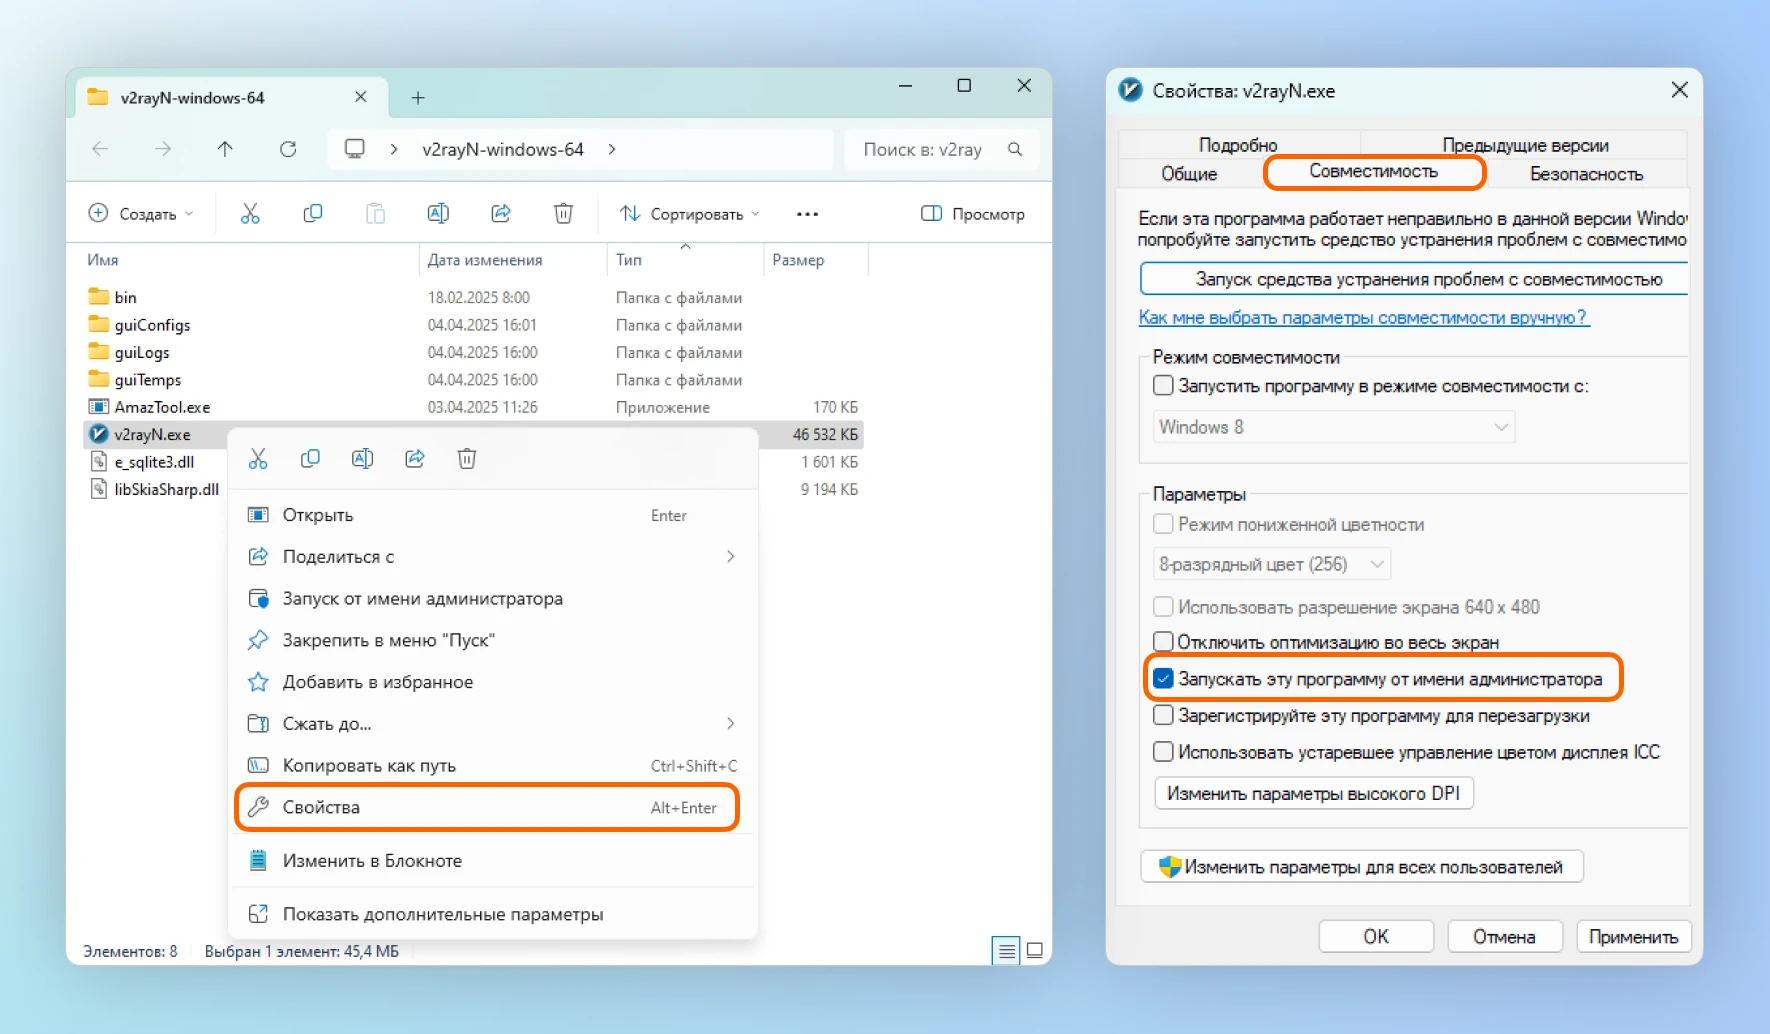 v2rayN-windows-64
v2rayN-windows-64
Поиск в: v2ray
Создать
Сортировать
Просмотр
Имя Дата изменения Тип Размер
bin 18.02.2025 8:00 Папка с файлами
guiConfigs 04.04.2025 16:01 Папка с файлами
guiLogs 04.04.2025 16:00 Папка с файлами
guiTemps 04.04.2025 16:00 Папка с файлами
AmazTool.exe 03.04.2025 11:26 Приложение 170 КБ
v2rayN.exe 46 532 КБ
e_sqlite3.dll 1 601 КБ
libSkiaSharp.dll 9 194 КБ
Открыть Enter
Поделиться с
Запуск от имени администратора
Закрепить в меню "Пуск"
Добавить в избранное
Сжать до...
Копировать как путь Ctrl+Shift+C
Свойства Alt+Enter
Изменить в Блокноте
Показать дополнительные параметры
Элементов: 8 Выбран 1 элемент: 45,4 МБ
Свойства: v2rayN.exe
Подробно Предыдущие версии
Общие Совместимость Безопасность
Если эта программа работает неправильно в данной версии Windo
попробуйте запустить средство устранения проблем с совместимо
Запуск средства устранения проблем с совместимостью
Как мне выбрать параметры совместимости вручную?
Режим совместимости
Запустить программу в режиме совместимости с:
Windows 8
Параметры
Режим пониженной цветности
8-разрядный цвет (256)
Использовать разрешение экрана 640 x 480
Отключить оптимизацию во весь экран
Запускать эту программу от имени администратора
Зарегистрируйте эту программу для перезагрузки
Использовать устаревшее управление цветом дисплея ICC
Изменить параметры высокого DPI
Изменить параметры для всех пользователей
ОК Отмена Применить